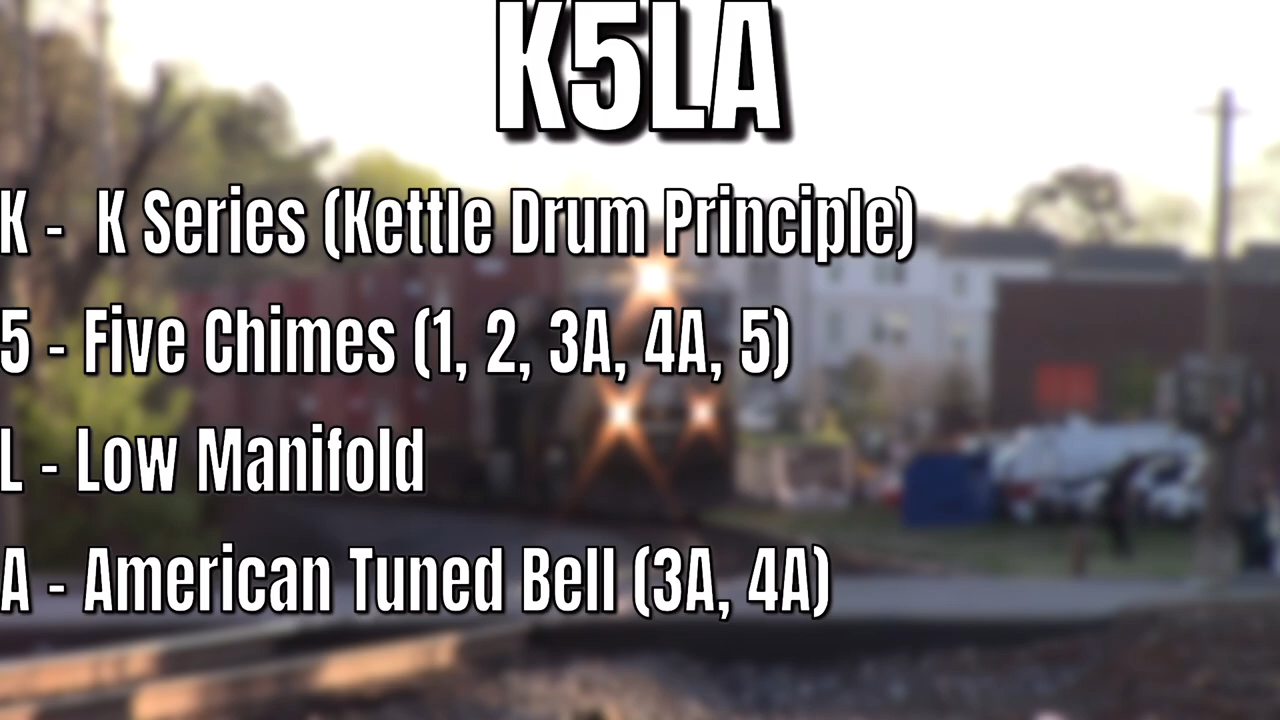 K5LA
K - K Series (Kettle Drum Principle)
5 - Five Chimes (1, 2, 3A, 4A, 5)
L - Low Manifold
A - American Tuned Bell (3A, 4A)